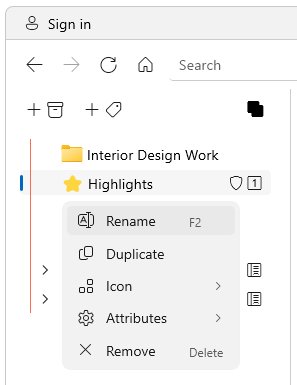 Sign in
Search
Interior Design Work
Highlights 1
Rename F2
Duplicate
Icon
Attributes
Remove Delete